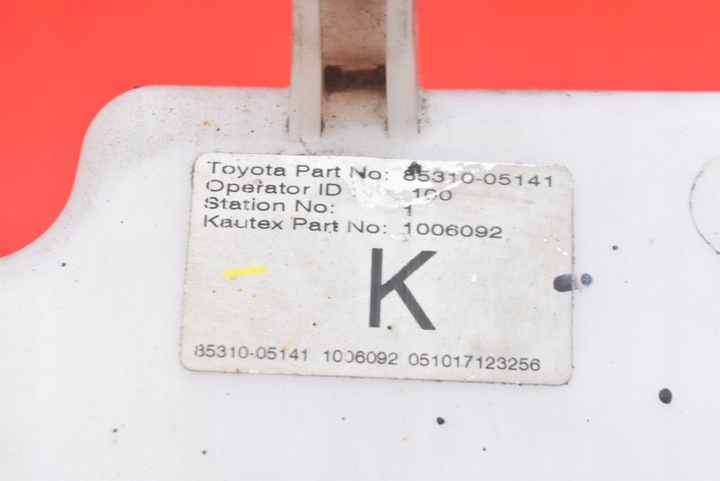 Toyota Part No: 85310-05141
Operator ID : 100
Station No: 1
Kautex Part No: 1006092
K
85310-05141 1006092 051017123256